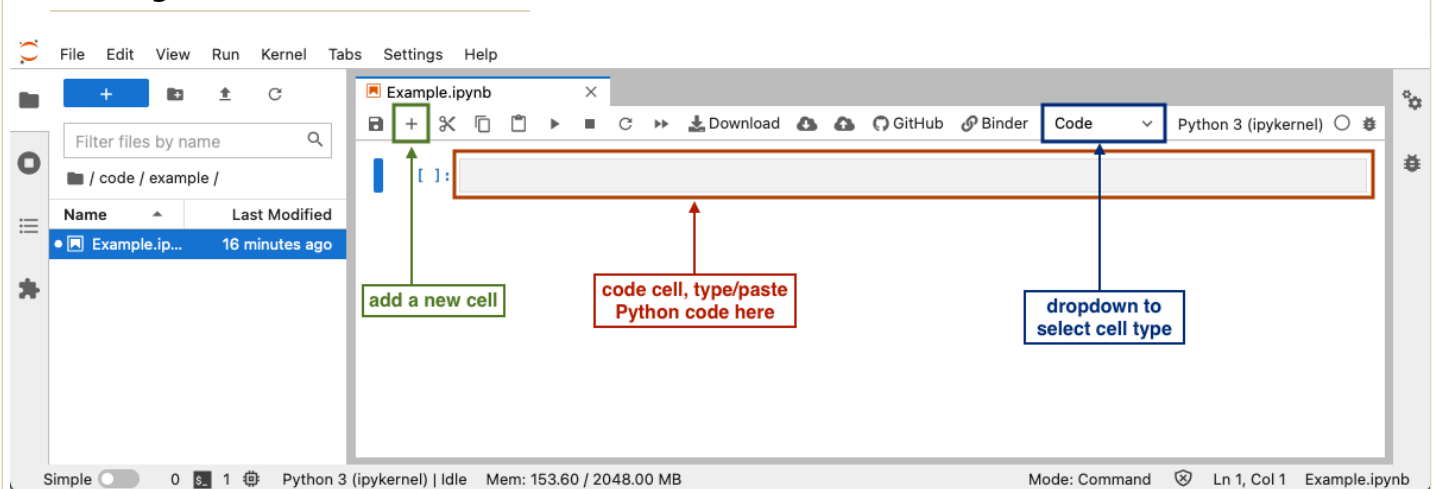 File Edit View Run Kernel Tabs Settings Help
+
Example.ipynb
Download GitHub Binder Code Python 3 (ipykernel)
Filter files by name
/ code / example /
[ ]:
Name Last Modified
Example.ip... 16 minutes ago
add a new cell
code cell, type/paste
Python code here
dropdown to
select cell type
Simple 0 $_ 1 Python 3 (ipykernel) | Idle Mem: 153.60 / 2048.00 MB Mode: Command Ln 1, Col 1 Example.ipynb